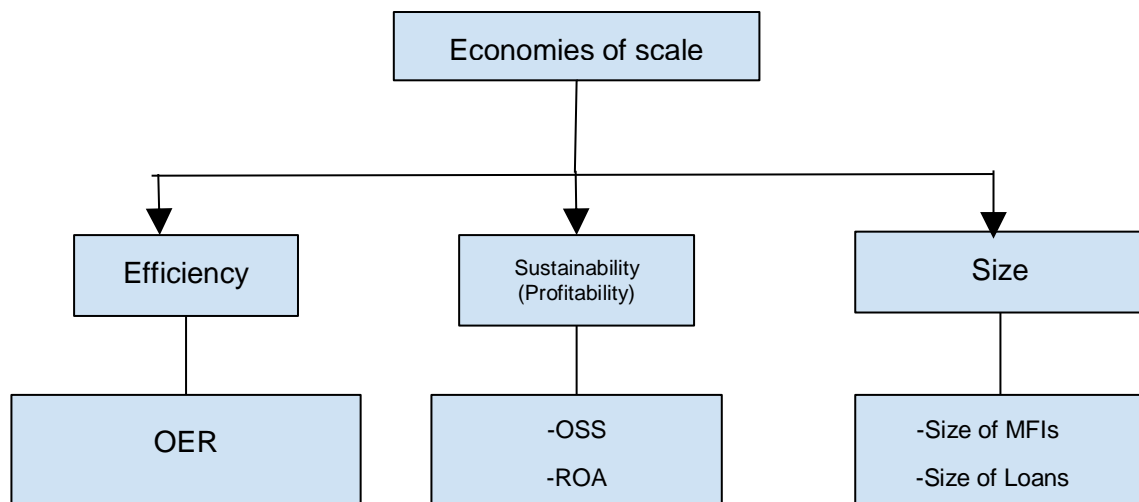 Economies of scale
Efficiency
Sustainability
(Profitability)
Size
OER
-OSS
-ROA
-Size of MFIs
-Size of Loans